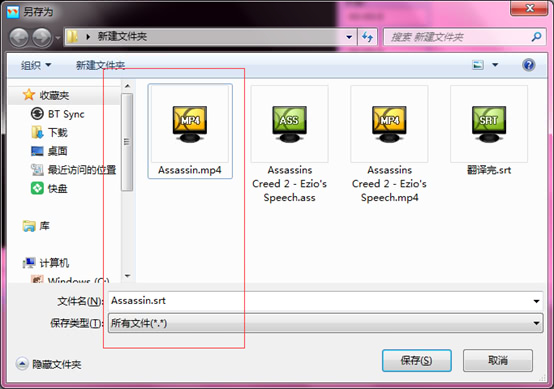 另存为
新建文件夹
搜索 新建文件夹
组织 新建文件夹
收藏夹
BT Sync
下载
桌面
最近访问的位置
快盘
库
计算机
Windows (C:)
MP4
Assassin.mp4
ASS
Assassins
Creed 2 - Ezio's
Speech.ass
MP4
Assassins
Creed 2 - Ezio's
Speech.mp4
SRT
翻译完.srt
文件名(N): Assassin.srt
保存类型(T): 所有文件(*.*)
隐藏文件夹
保存(S)
取消